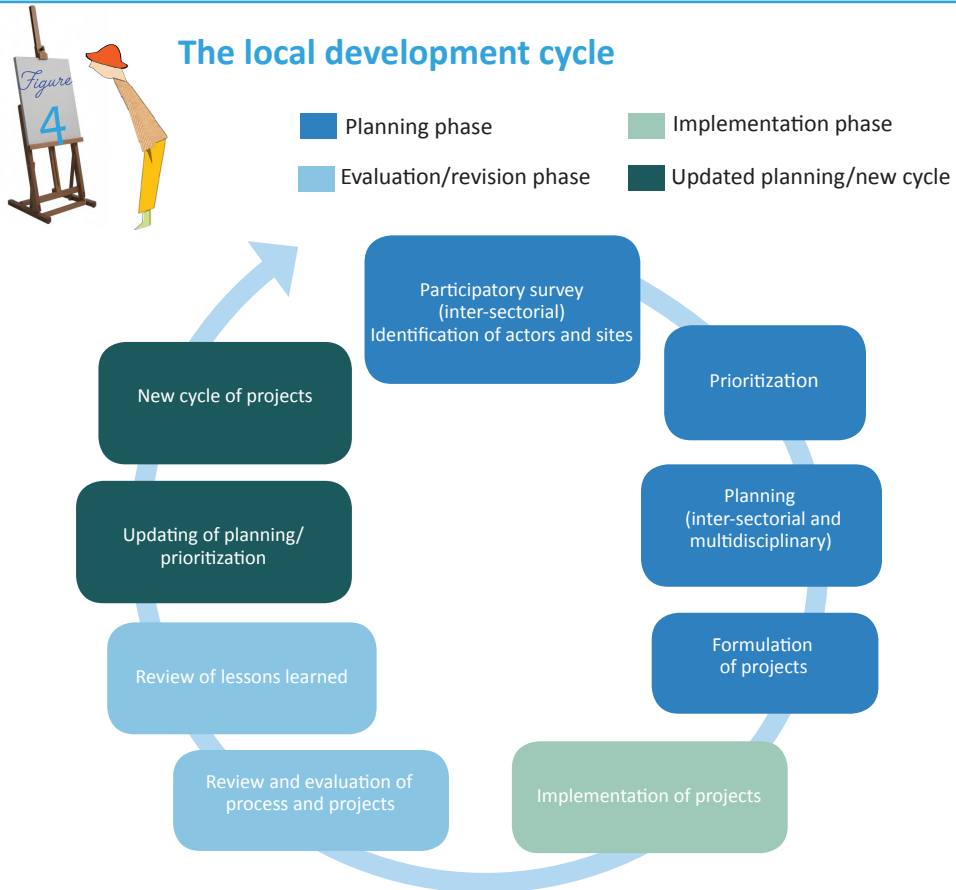 Figure
4
The local development cycle
Planning phase
Implementation phase
Evaluation/revision phase
Updated planning/new cycle
Participatory survey
(inter-sectorial)
Identification of actors and sites
Prioritization
Planning
(inter-sectorial and
multidisciplinary)
Formulation
of projects
Implementation of projects
Review and evaluation of
process and projects
Review of lessons learned
Updating of planning/
prioritization
New cycle of projects